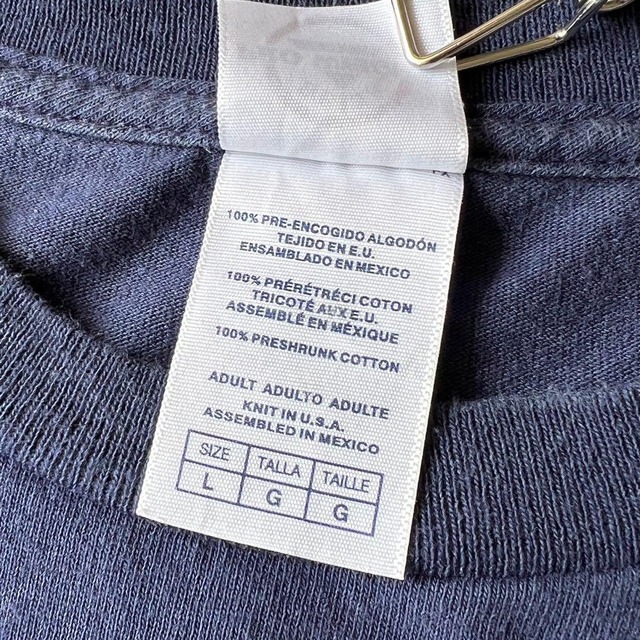 100% PRE-ENCOGIDO ALGODÓN
TEJIDO EN E.U.
ENSAMBLADO EN MEXICO
100% PRÉRÉTRÉCI COTON
TRICOTÉ AUX E.U.
ASSEMBLÉ EN MÉXIQUE
100% PRESHRUNK COTTON
ADULT ADULTO ADULTE
KNIT IN U.S.A.
ASSEMBLED IN MEXICO
SIZE TALLA TAILLE
L G G